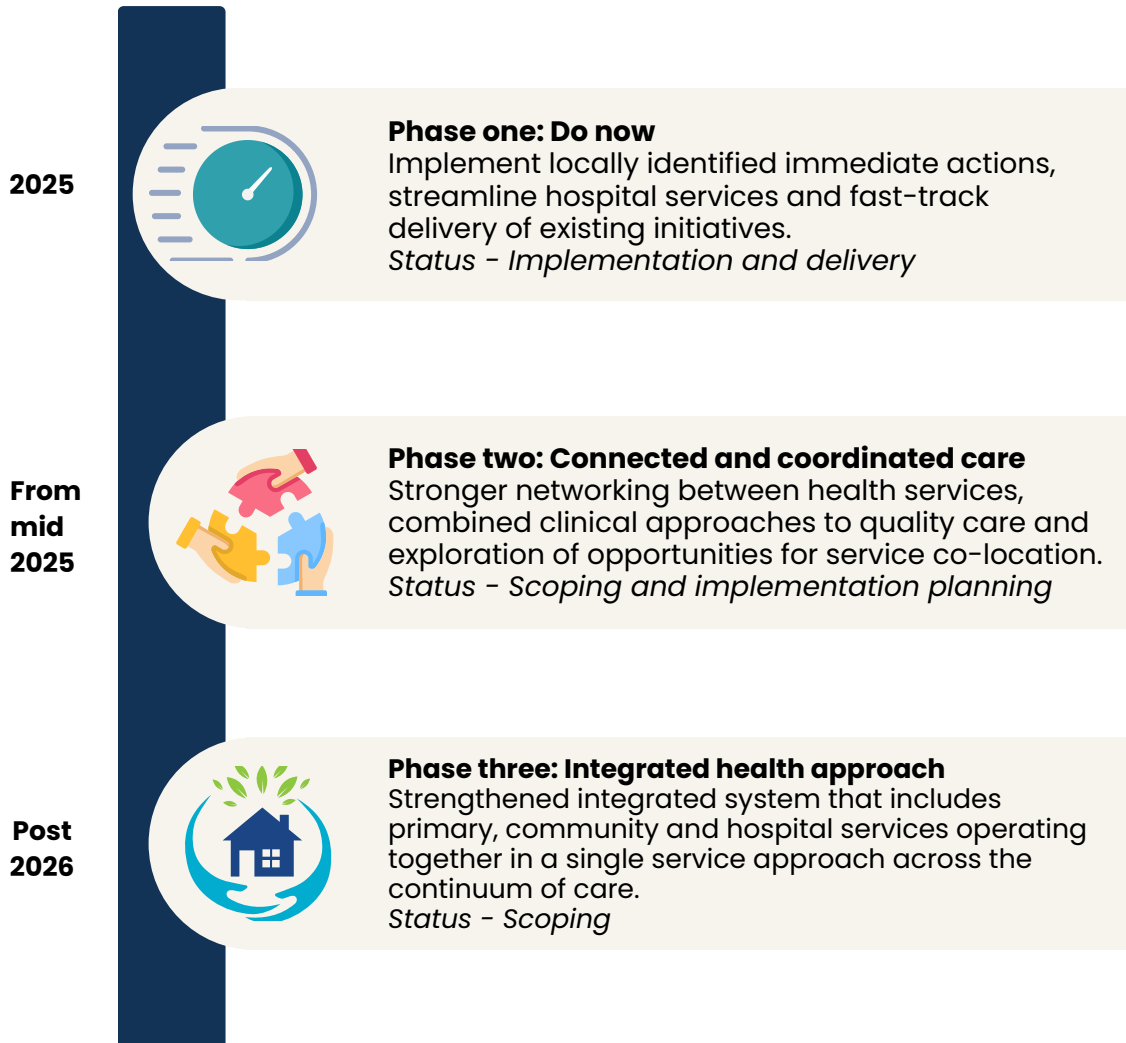 2025
Phase one: Do now
Implement locally identified immediate actions,
streamline hospital services and fast-track
delivery of existing initiatives.
Status - Implementation and delivery
From
mid
2025
Phase two: Connected and coordinated care
Stronger networking between health services,
combined clinical approaches to quality care and
exploration of opportunities for service co-location.
Status - Scoping and implementation planning
Post
2026
Phase three: Integrated health approach
Strengthened integrated system that includes
primary, community and hospital services operating
together in a single service approach across the
continuum of care.
Status - Scoping